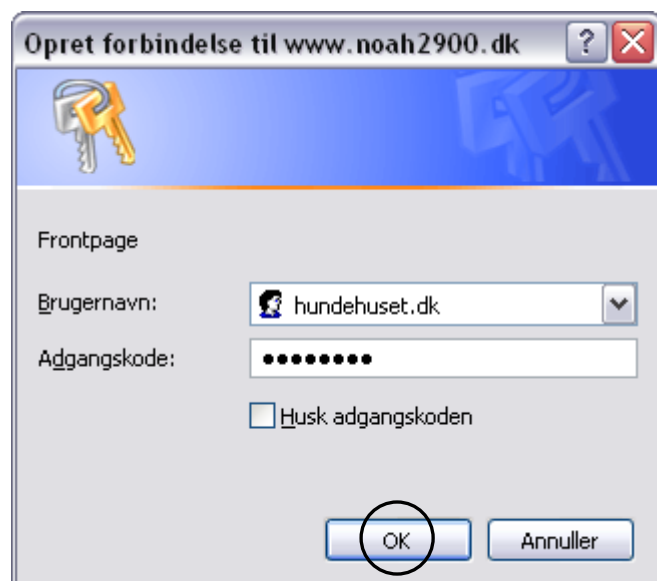 Opret forbindelse til www.noah2900.dk
Frontpage
Brugernavn:
hundehuset.dk
Adgangskode:
••••••••
Husk adgangskoden
OK
Annuller